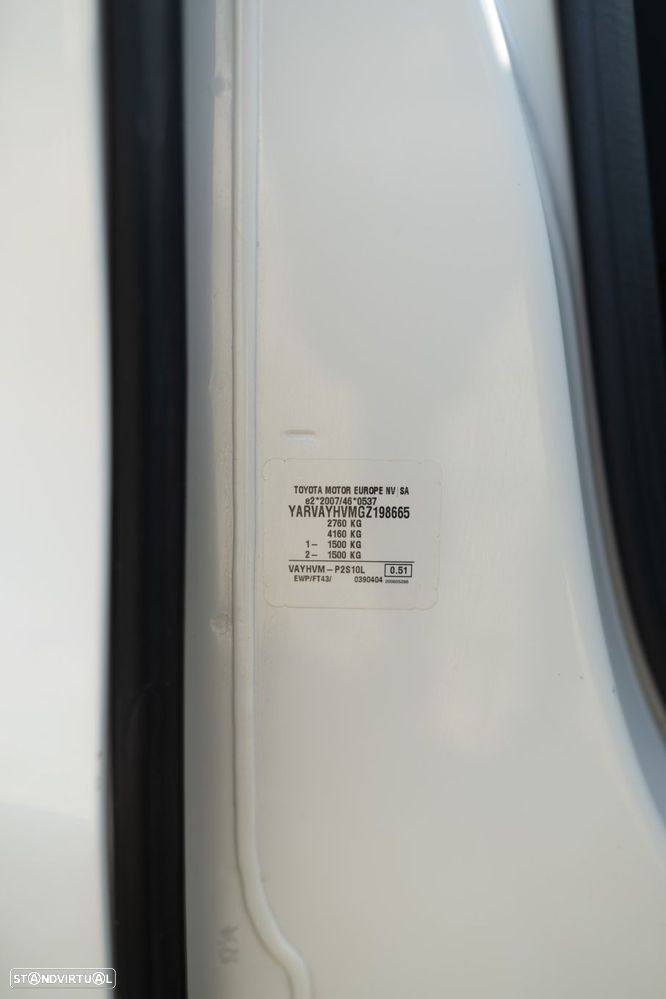 TOYOTA MOTOR EUROPE NV SA
e2*2007/46*0537
YARVAYHVMGZ198665
2760 KG
4160 KG
1- 1500 KG
2- 1500 KG
VAYHVM-P2S10L 0.51
EWP/FT43/ 0390404
STANDVIRTUAL